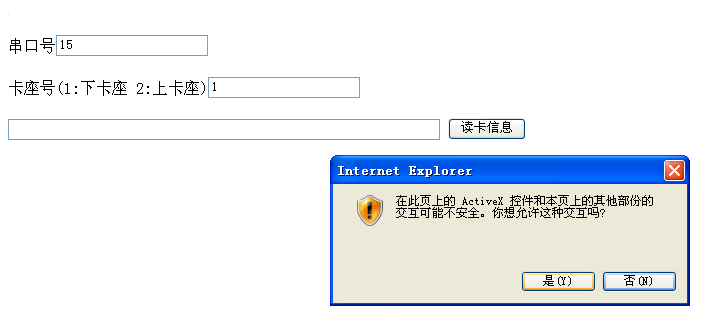 串口号 15
卡座号(1:下卡座 2:上卡座) 1
读卡信息
Internet Explorer
在此页上的 ActiveX 控件和本页上的其他部份的
交互可能不安全。你想允许这种交互吗?
是(Y) 否(N)